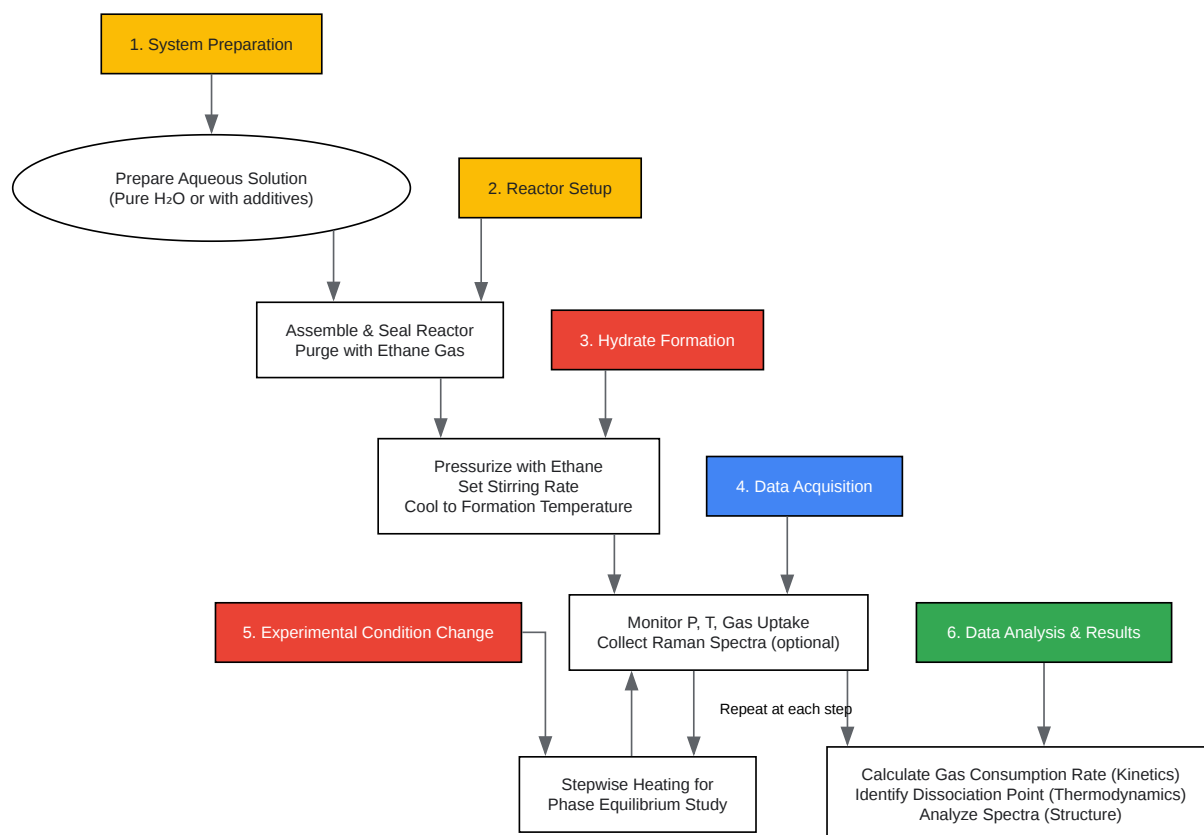 1. System Preparation
Prepare Aqueous Solution
(Pure H₂O or with additives)
2. Reactor Setup
Assemble & Seal Reactor
Purge with Ethane Gas
3. Hydrate Formation
Pressurize with Ethane
Set Stirring Rate
Cool to Formation Temperature
4. Data Acquisition
Monitor P, T, Gas Uptake
Collect Raman Spectra (optional)
5. Experimental Condition Change
6. Data Analysis & Results
Repeat at each step
Stepwise Heating for
Phase Equilibrium Study
Calculate Gas Consumption Rate (Kinetics)
Identify Dissociation Point (Thermodynamics)
Analyze Spectra (Structure)